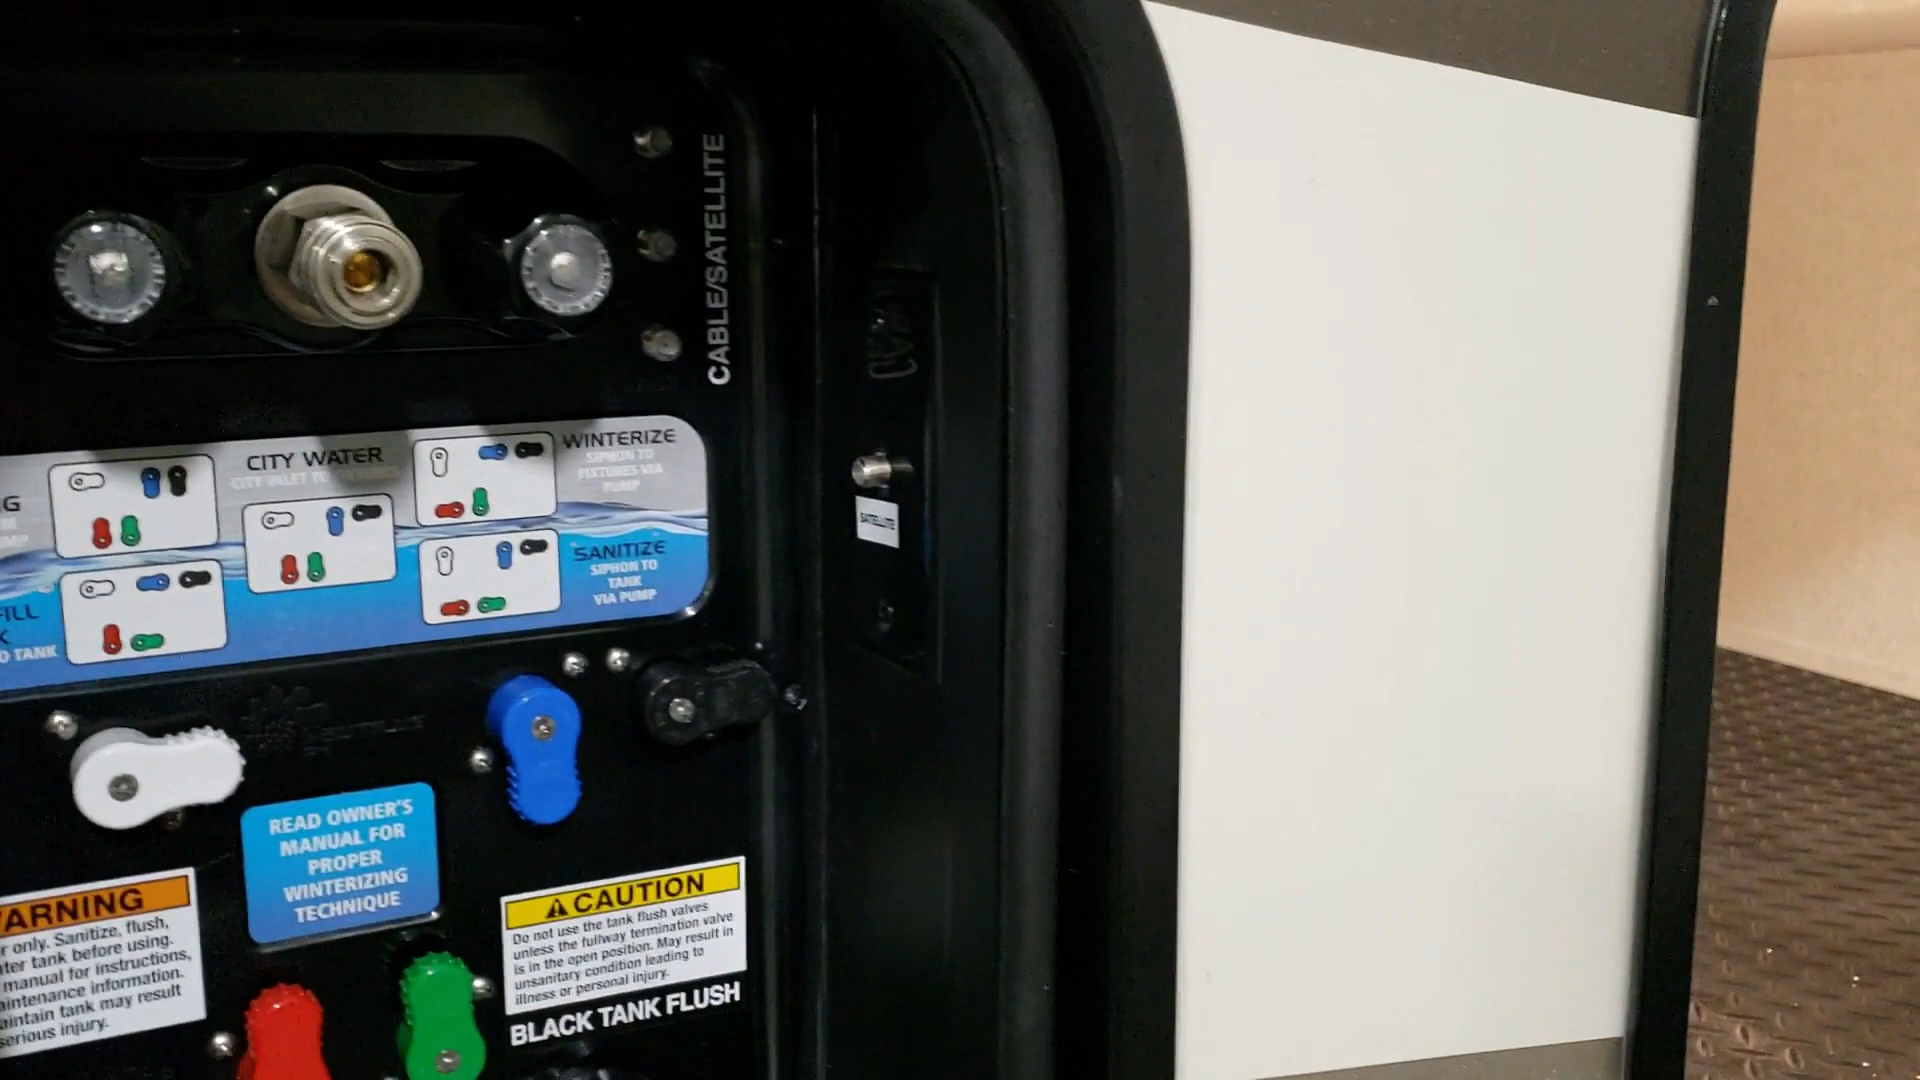 CABLE/SATELLITE
SATELLITE
G
CITY WATER
WINTERIZE
SIPHON TO
FIXTURES VIA
PUMP
SANITIZE
SIPHON TO
TANK
VIA PUMP
FILL
K
O TANK
READ OWNER'S
MANUAL FOR
PROPER
WINTERIZING
TECHNIQUE
ARNING
r only. Sanitize, flush,
ter tank before using.
manual for instructions,
aintenance information.
aintain tank may result
serious injury.
CAUTION
Do not use the tank flush valves
unless the fullway termination valve
is in the open position. May result in
unsanitary condition leading to
illness or personal injury.
BLACK TANK FLUSH